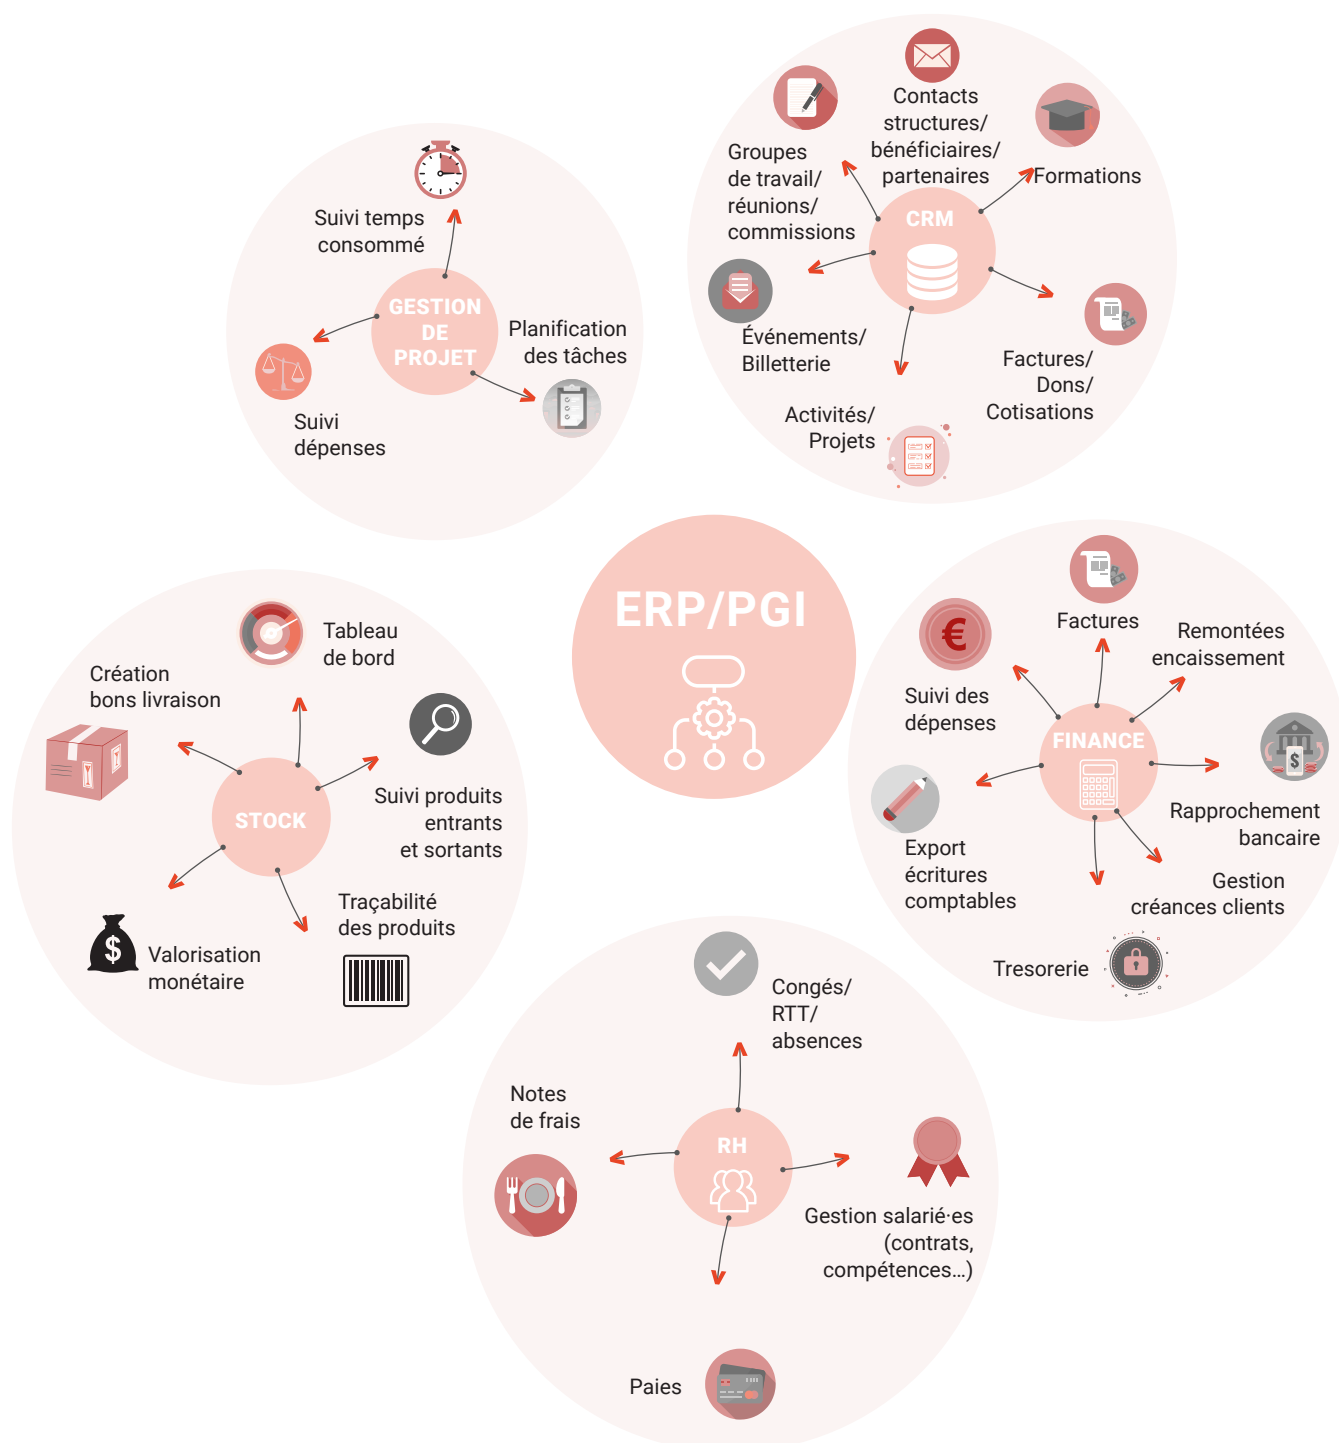 Contacts
structures/
bénéficiaires/
partenaires
Groupes
de travail/
réunions/
commissions
Formations
CRM
Événements/
Billetterie
Factures/
Dons/
Cotisations
Activités/
Projets
Suivi temps
consommé
GESTION
DE
PROJET
Planification
des tâches
Suivi
dépenses
ERP/PGI
Factures
Remontées
encaissement
Suivi des
dépenses
FINANCE
$
€
Rapprochement
bancaire
Export
écritures
comptables
Gestion
créances clients
Tresorerie
Tableau
de bord
Création
bons livraison
Suivi produits
entrants
et sortants
STOCK
Traçabilité
des produits
$
Valorisation
monétaire
Congés/
RTT/
absences
Notes
de frais
RH
Gestion salarié·es
(contrats,
compétences...)
Paies